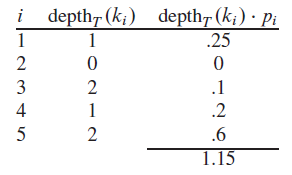 i depth_T(k_i) depth_T(k_i) · p_i
1 1 .25
2 0 0
3 2 .1
4 1 .2
5 2 .6
1.15